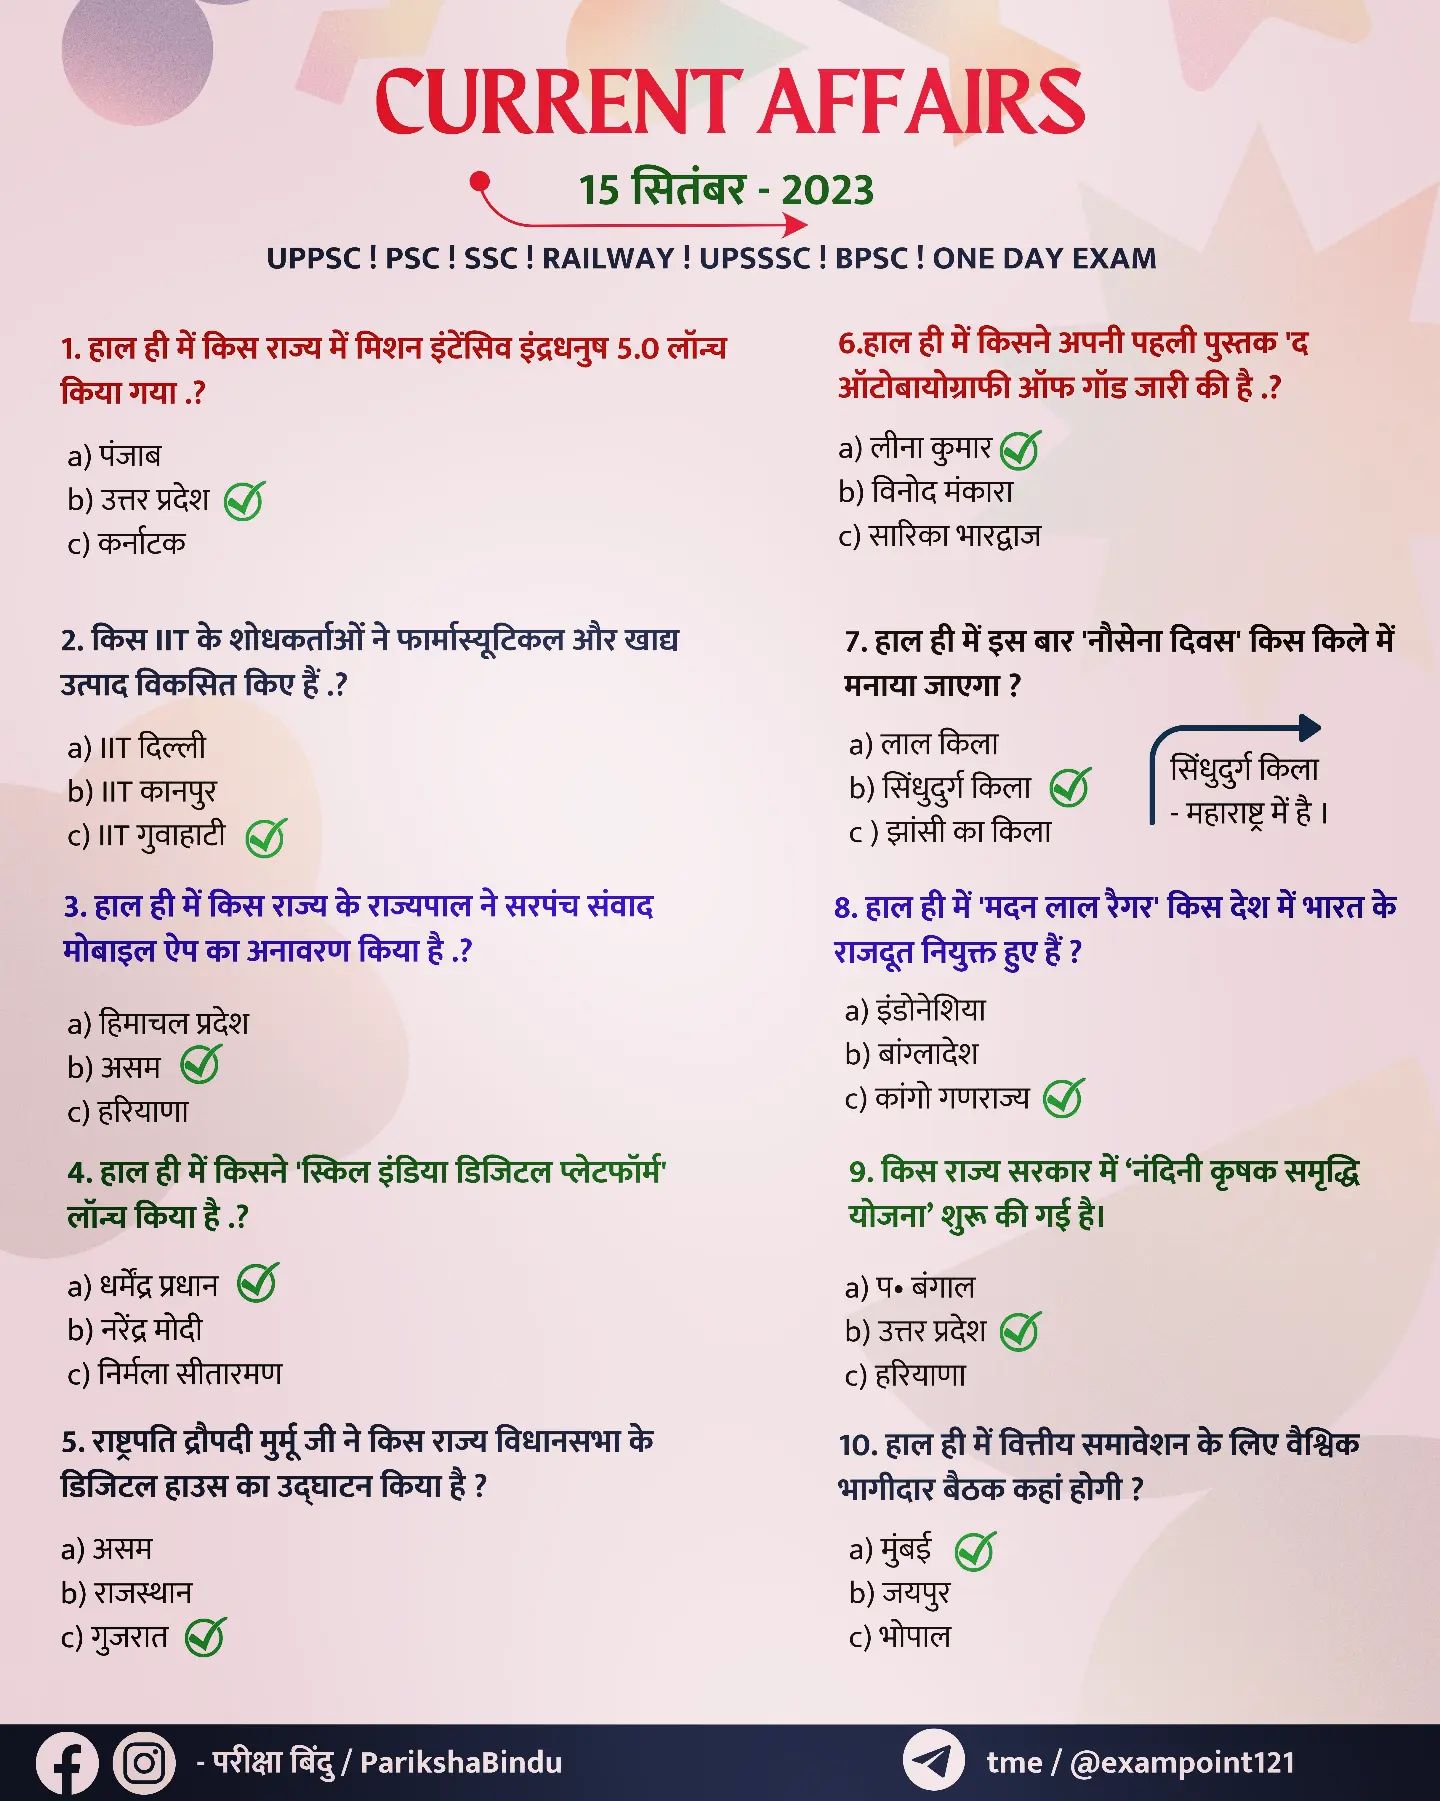 CURRENT AFFAIRS
15 सितंबर - 2023
UPPSC ! PSC ! SSC ! RAILWAY ! UPSSSC ! BPSC ! ONE DAY EXAM
1. हाल ही में किस राज्य में मिशन इंटेंसिव इंद्रधनुष 5.0 लॉन्च
किया गया .?
a) पंजाब
b) उत्तर प्रदेश
c) कर्नाटक
2. किस IIT के शोधकर्ताओं ने फार्मास्यूटिकल और खाद्य
उत्पाद विकसित किए हैं .?
a) IIT दिल्ली
b) IIT कानपुर
c) IIT गुवाहाटी
3. हाल ही में किस राज्य के राज्यपाल ने सरपंच संवाद
मोबाइल ऐप का अनावरण किया है .?
a) हिमाचल प्रदेश
b) असम
c) हरियाणा
4. हाल ही में किसने 'स्किल इंडिया डिजिटल प्लेटफॉर्म'
लॉन्च किया है .?
a) धर्मेंद्र प्रधान
b) नरेंद्र मोदी
c) निर्मला सीतारमण
5. राष्ट्रपति द्रौपदी मुर्मू जी ने किस राज्य विधानसभा के
डिजिटल हाउस का उद्घाटन किया है ?
a) असम
b) राजस्थान
c) गुजरात
6.हाल ही में किसने अपनी पहली पुस्तक 'द
ऑटोबायोग्राफी ऑफ गॉड जारी की है .?
a) लीना कुमार
b) विनोद मंकारा
c) सारिका भारद्वाज
7. हाल ही में इस बार 'नौसेना दिवस' किस किले में
मनाया जाएगा ?
a) लाल किला
b) सिंधुदुर्ग किला
c ) झांसी का किला
सिंधुदुर्ग किला
- महाराष्ट्र में है ।
8. हाल ही में 'मदन लाल रैगर' किस देश में भारत के
राजदूत नियुक्त हुए हैं ?
a) इंडोनेशिया
b) बांग्लादेश
c) कांगो गणराज्य
9. किस राज्य सरकार में ‘नंदिनी कृषक समृद्धि
योजना’ शुरू की गई है।
a) प• बंगाल
b) उत्तर प्रदेश
c) हरियाणा
10. हाल ही में वित्तीय समावेशन के लिए वैश्विक
भागीदार बैठक कहां होगी ?
a) मुंबई
b) जयपुर
c) भोपाल
- परीक्षा बिंदु / ParikshaBindu
tme / @exampoint121